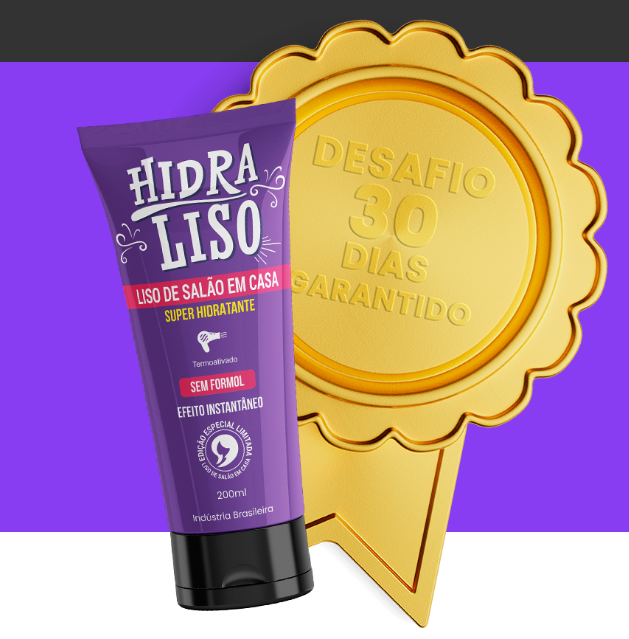 HIDRA
LISO
LISO DE SALÃO EM CASA
SUPER HIDRATANTE
Termoativado
SEM FORMOL
EFEITO INSTANTÂNEO
EDIÇÃO ESPECIAL LIMITADA
LISO DE SALÃO EM CASA
200ml
Indústria Brasileira
DESAFIO
30
DIAS
GARANTIDO